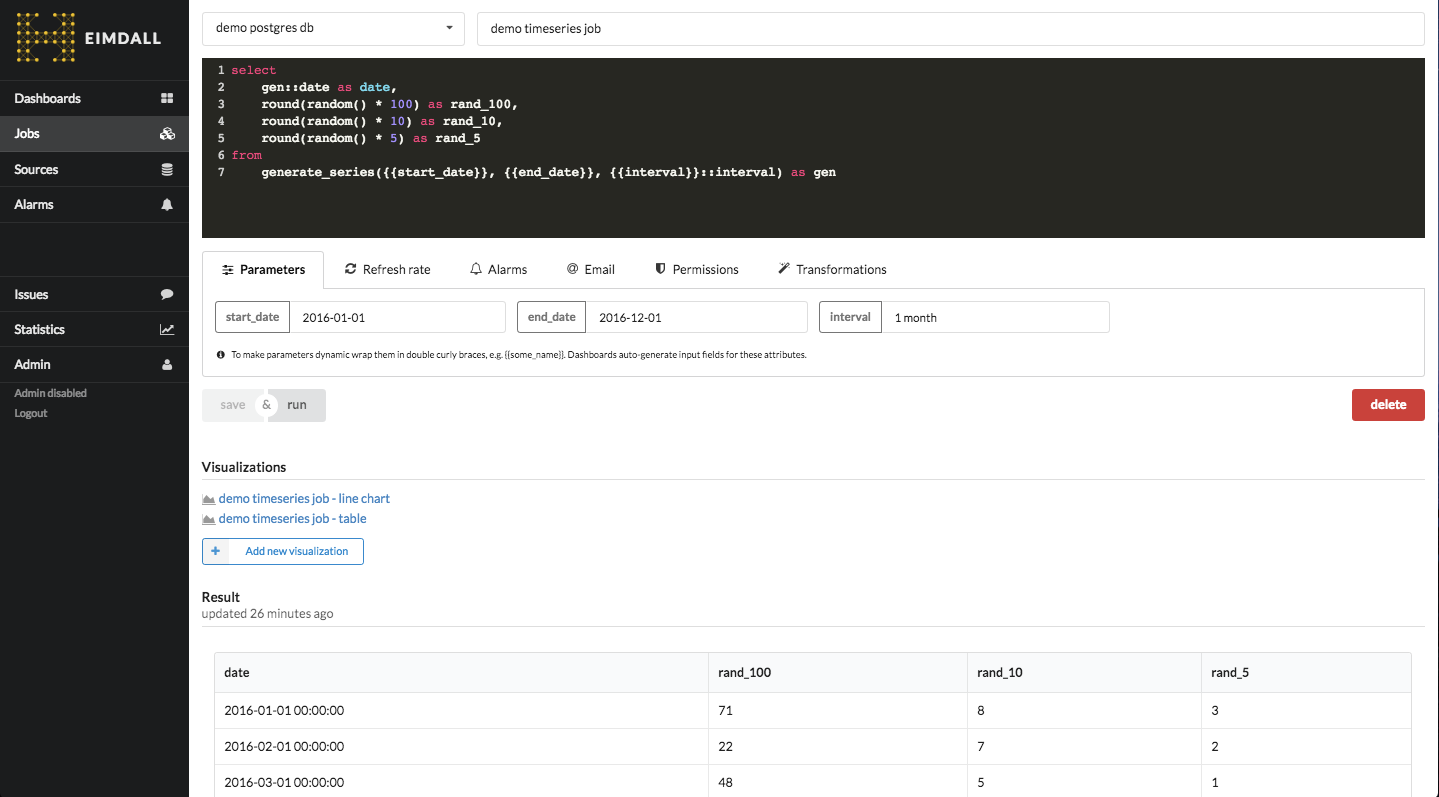 EIMDALL
Dashboards
Jobs
Sources
Alarms
Issues
Statistics
Admin
Admin disabled
Logout
demo postgres db
demo timeseries job
1 select
2 gen::date as date,
3 round(random() * 100) as rand_100,
4 round(random() * 10) as rand_10,
5 round(random() * 5) as rand_5
6 from
7 generate_series({{start_date}}, {{end_date}}, {{interval}}::interval) as gen
Parameters Refresh rate Alarms Email Permissions Transformations
start_date 2016-01-01 end_date 2016-12-01 interval 1 month
To make parameters dynamic wrap them in double curly braces, e.g. {{some_name}}. Dashboards auto-generate input fields for these attributes.
save & run delete
Visualizations
demo timeseries job - line chart
demo timeseries job - table
+ Add new visualization
Result
updated 26 minutes ago
date rand_100 rand_10 rand_5
2016-01-01 00:00:00 71 8 3
2016-02-01 00:00:00 22 7 2
2016-03-01 00:00:00 48 5 1